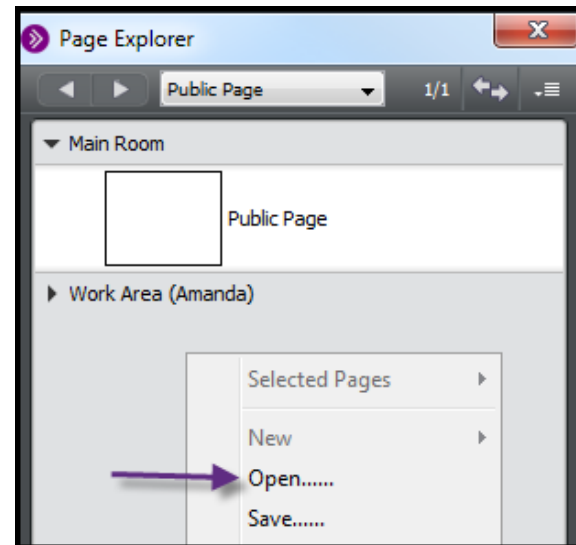 Page Explorer
Public Page 1/1
Main Room
Public Page
Work Area (Amanda)
Selected Pages
New
Open......
Save......